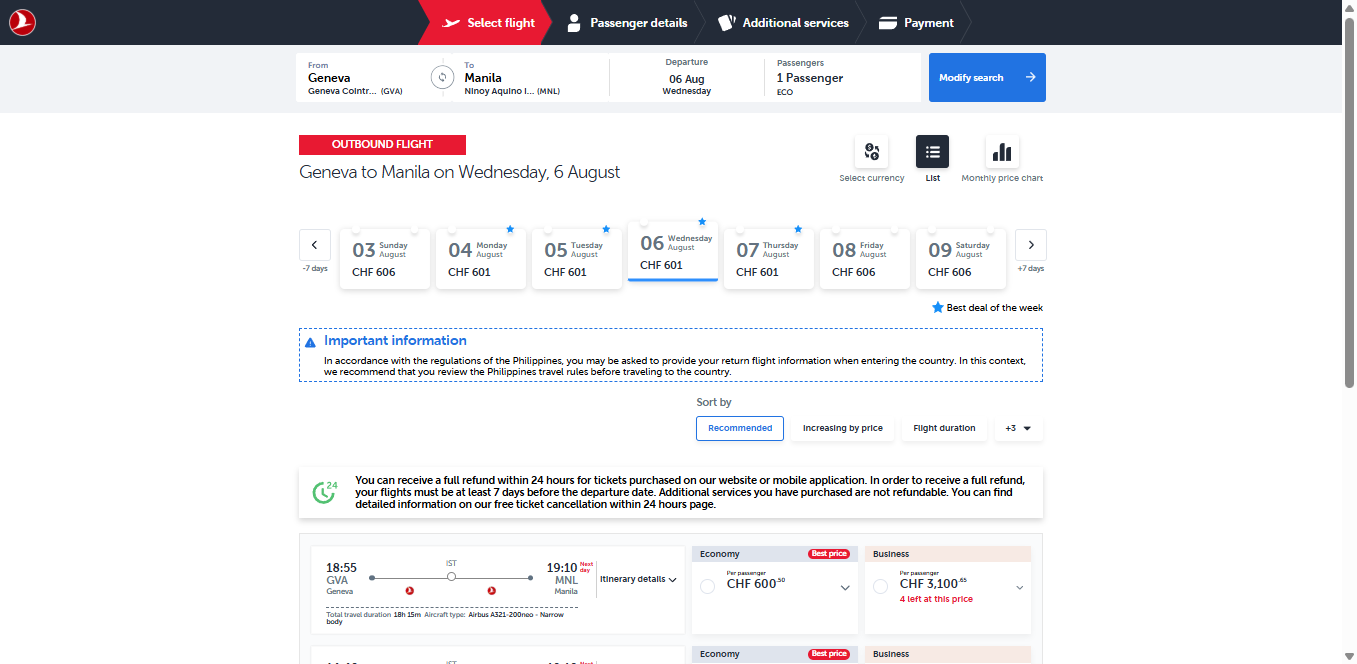 Select flight
Passenger details
Additional services
Payment
From
Geneva
Geneva Cointr... (GVA)
To
Manila
Ninoy Aquino I... (MNL)
Departure
06 Aug
Wednesday
Passengers
1 Passenger
ECO
Modify search
OUTBOUND FLIGHT
Geneva to Manila on Wednesday, 6 August
Select currency
List
Monthly price chart
-7 days
03 Sunday August
CHF 606
04 Monday August
CHF 601
05 Tuesday August
CHF 601
06 Wednesday August
CHF 601
07 Thursday August
CHF 601
08 Friday August
CHF 606
09 Saturday August
CHF 606
+7 days
Best deal of the week
Important information
In accordance with the regulations of the Philippines, you may be asked to provide your return flight information when entering the country. In this context,
we recommend that you review the Philippines travel rules before traveling to the country.
Sort by
Recommended
Increasing by price
Flight duration
+3
24
You can receive a full refund within 24 hours for tickets purchased on our website or mobile application. In order to receive a full refund,
your flights must be at least 7 days before the departure date. Additional services you have purchased are not refundable. You can find
detailed information on our free ticket cancellation within 24 hours page.
18:55
GVA
Geneva
IST
19:10 Next day
MNL
Manila
Itinerary details
Total travel duration 18h 15m Aircraft type: Airbus A321-200neo - Narrow
body
Economy
Best price
Per passenger
CHF 600.50
Business
Per passenger
CHF 3,100.65
4 left at this price
IST
Economy
Best price
Business